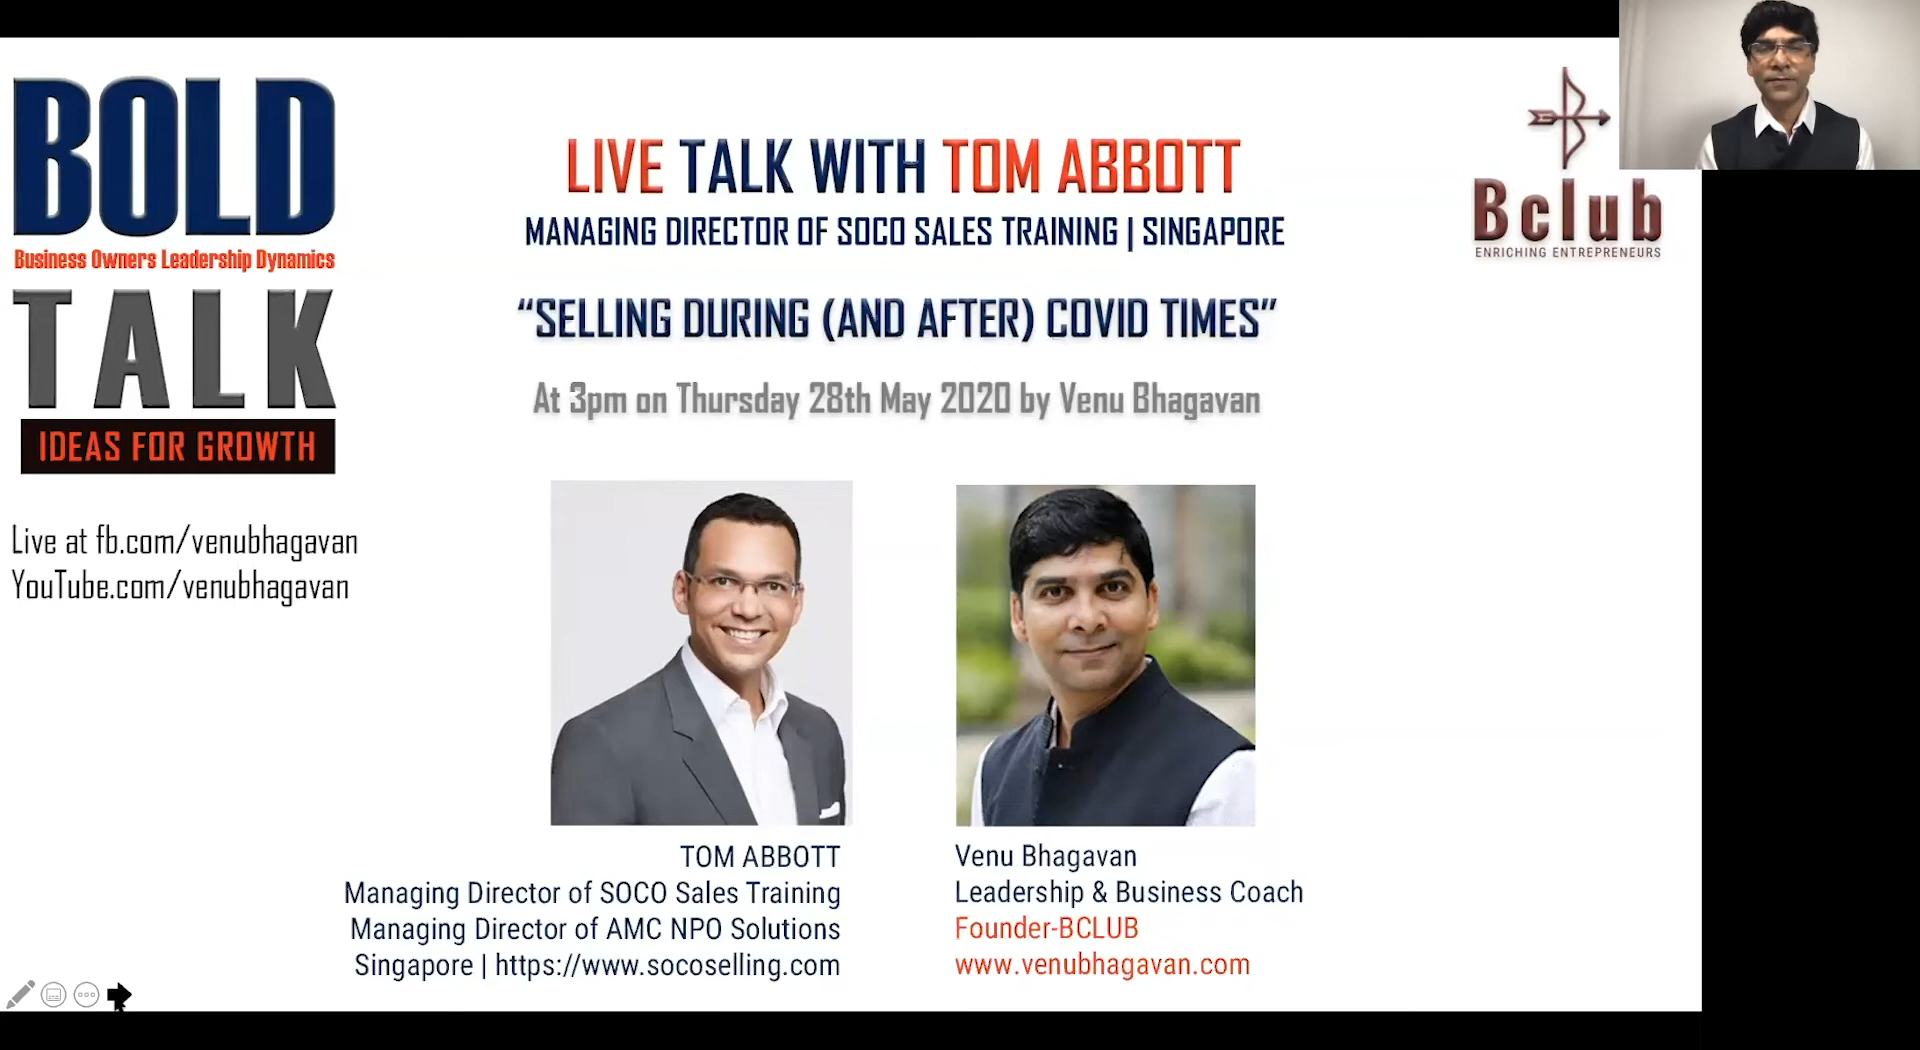 BOLD
Business Owners Leadership Dynamics
TALK
IDEAS FOR GROWTH
Live at fb.com/venubhagavan
YouTube.com/venubhagavan
LIVE TALK WITH TOM ABBOTT
MANAGING DIRECTOR OF SOCO SALES TRAINING | SINGAPORE
“SELLING DURING (AND AFTER) COVID TIMES”
At 3pm on Thursday 28th May 2020 by Venu Bhagavan
Bclub
ENRICHING ENTREPRENEURS
TOM ABBOTT
Managing Director of SOCO Sales Training
Managing Director of AMC NPO Solutions
Singapore | https://www.socoselling.com
Venu Bhagavan
Leadership & Business Coach
Founder-BCLUB
www.venubhagavan.com